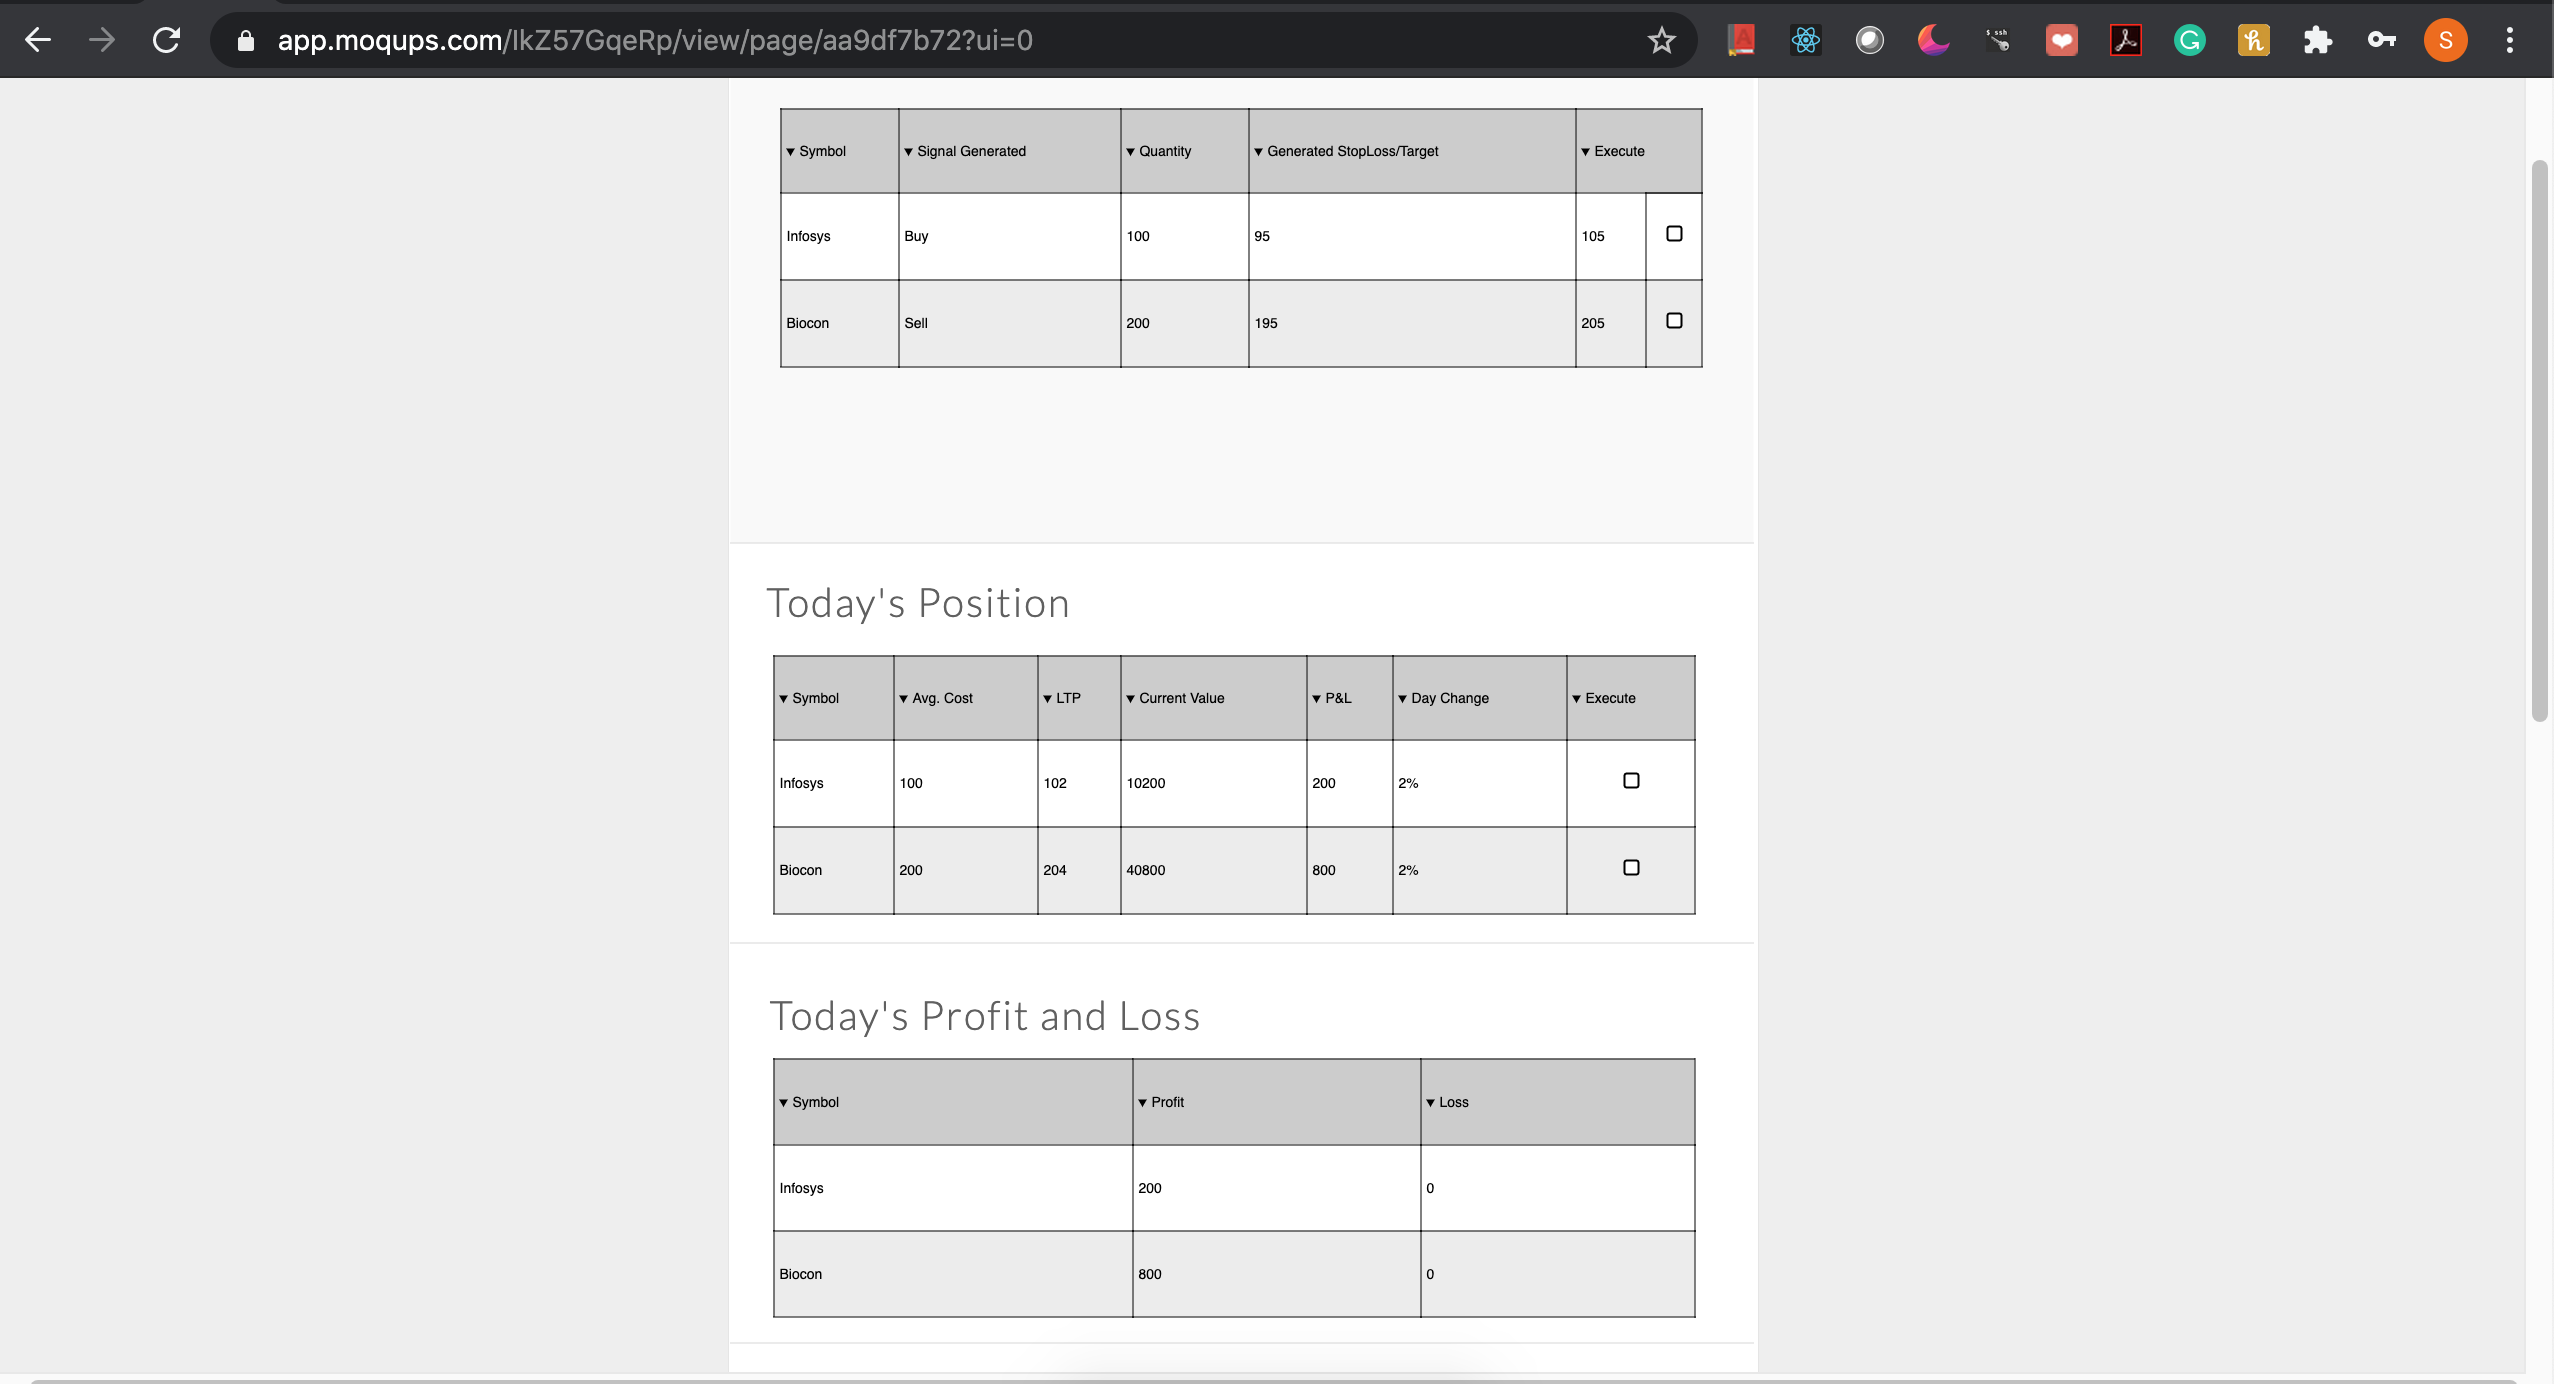 app.moqups.com/lkZ57GqeRp/view/page/aa9df7b72?ui=0
$ ssh
S
▼ Symbol ▼ Signal Generated ▼ Quantity ▼ Generated StopLoss/Target ▼ Execute
Infosys Buy 100 95 105
Biocon Sell 200 195 205
Today's Position
▼ Symbol ▼ Avg. Cost ▼ LTP ▼ Current Value ▼ P&L ▼ Day Change ▼ Execute
Infosys 100 102 10200 200 2%
Biocon 200 204 40800 800 2%
Today's Profit and Loss
▼ Symbol ▼ Profit ▼ Loss
Infosys 200 0
Biocon 800 0